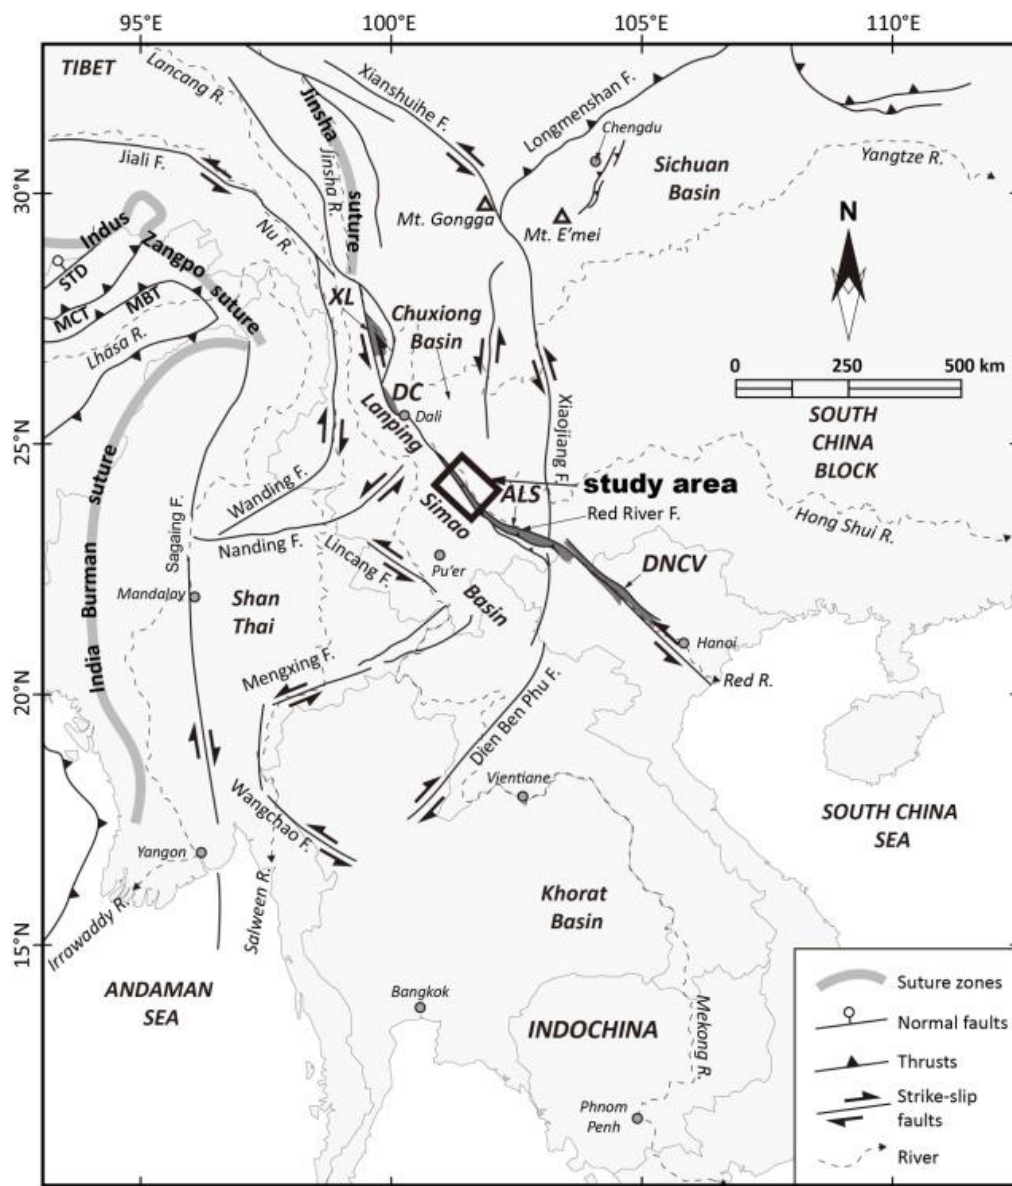 95°E
100°E
105°E
110°E
TIBET
Lancang R.
Xianshuihe F.
Longmenshan F.
Jinsha
suture
Jinsha R.
Chengdu
Sichuan
Basin
Yangtze R.
Jiali F.
30°N
Mt. Gongga
Mt. E'mei
N
Indus
Zangpo
suture
Nu R.
STD
MCT
MBT
Lhasa R.
XL
Chuxiong
Basin
0
250
500 km
DC
Dali
Lanping
SOUTH
CHINA
BLOCK
25°N
Xiaojiang F.
India Burman suture
Sagaing F.
Wanding F.
ALS
study area
Simao
Red River F.
Hong Shui R.
Nanding F.
Lincang F.
Pu'er
DNCV
Mandalay
Shan
Thai
Basin
Hanoi
20°N
Mengxing F.
Red R.
Dien Ben Phu F.
Vientiane
Wangchao F.
SOUTH CHINA
SEA
Yangon
Khorat
Basin
Irrawaddy R.
Salween R.
15°N
ANDAMAN
SEA
Bangkok
INDOCHINA
Mekong R.
Phnom
Penh
Suture zones
Normal faults
Thrusts
Strike-slip
faults
River